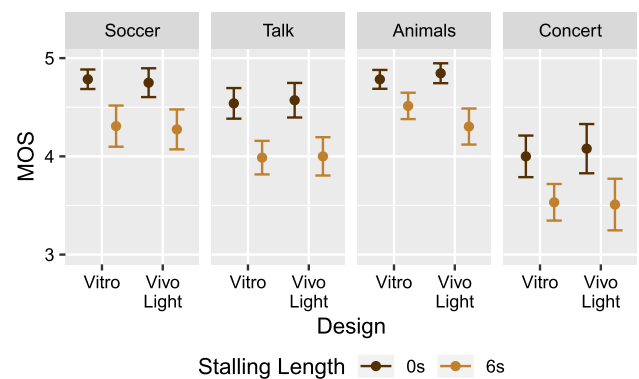 Soccer Talk Animals Concert
5
4
3
MOS
Vitro Vivo Light Vitro Vivo Light Vitro Vivo Light Vitro Vivo Light
Design
Stalling Length 0s 6s